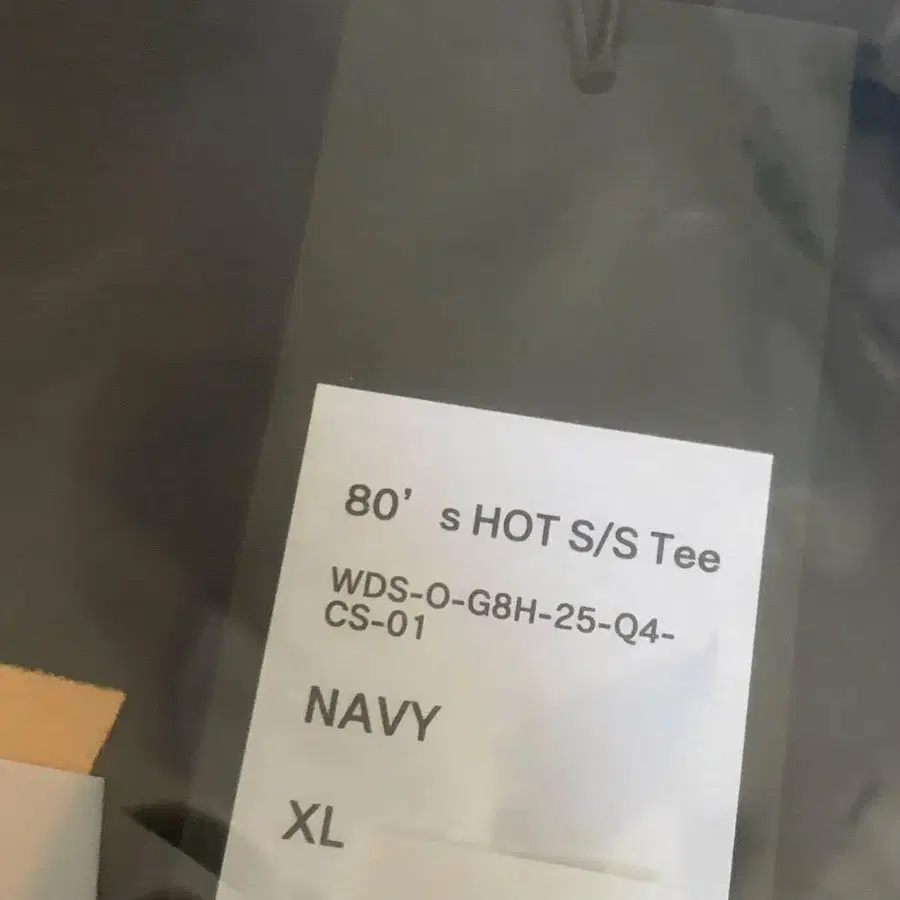 80’s HOT S/S Tee
WDS-O-G8H-25-Q4-
CS-01
NAVY
XL